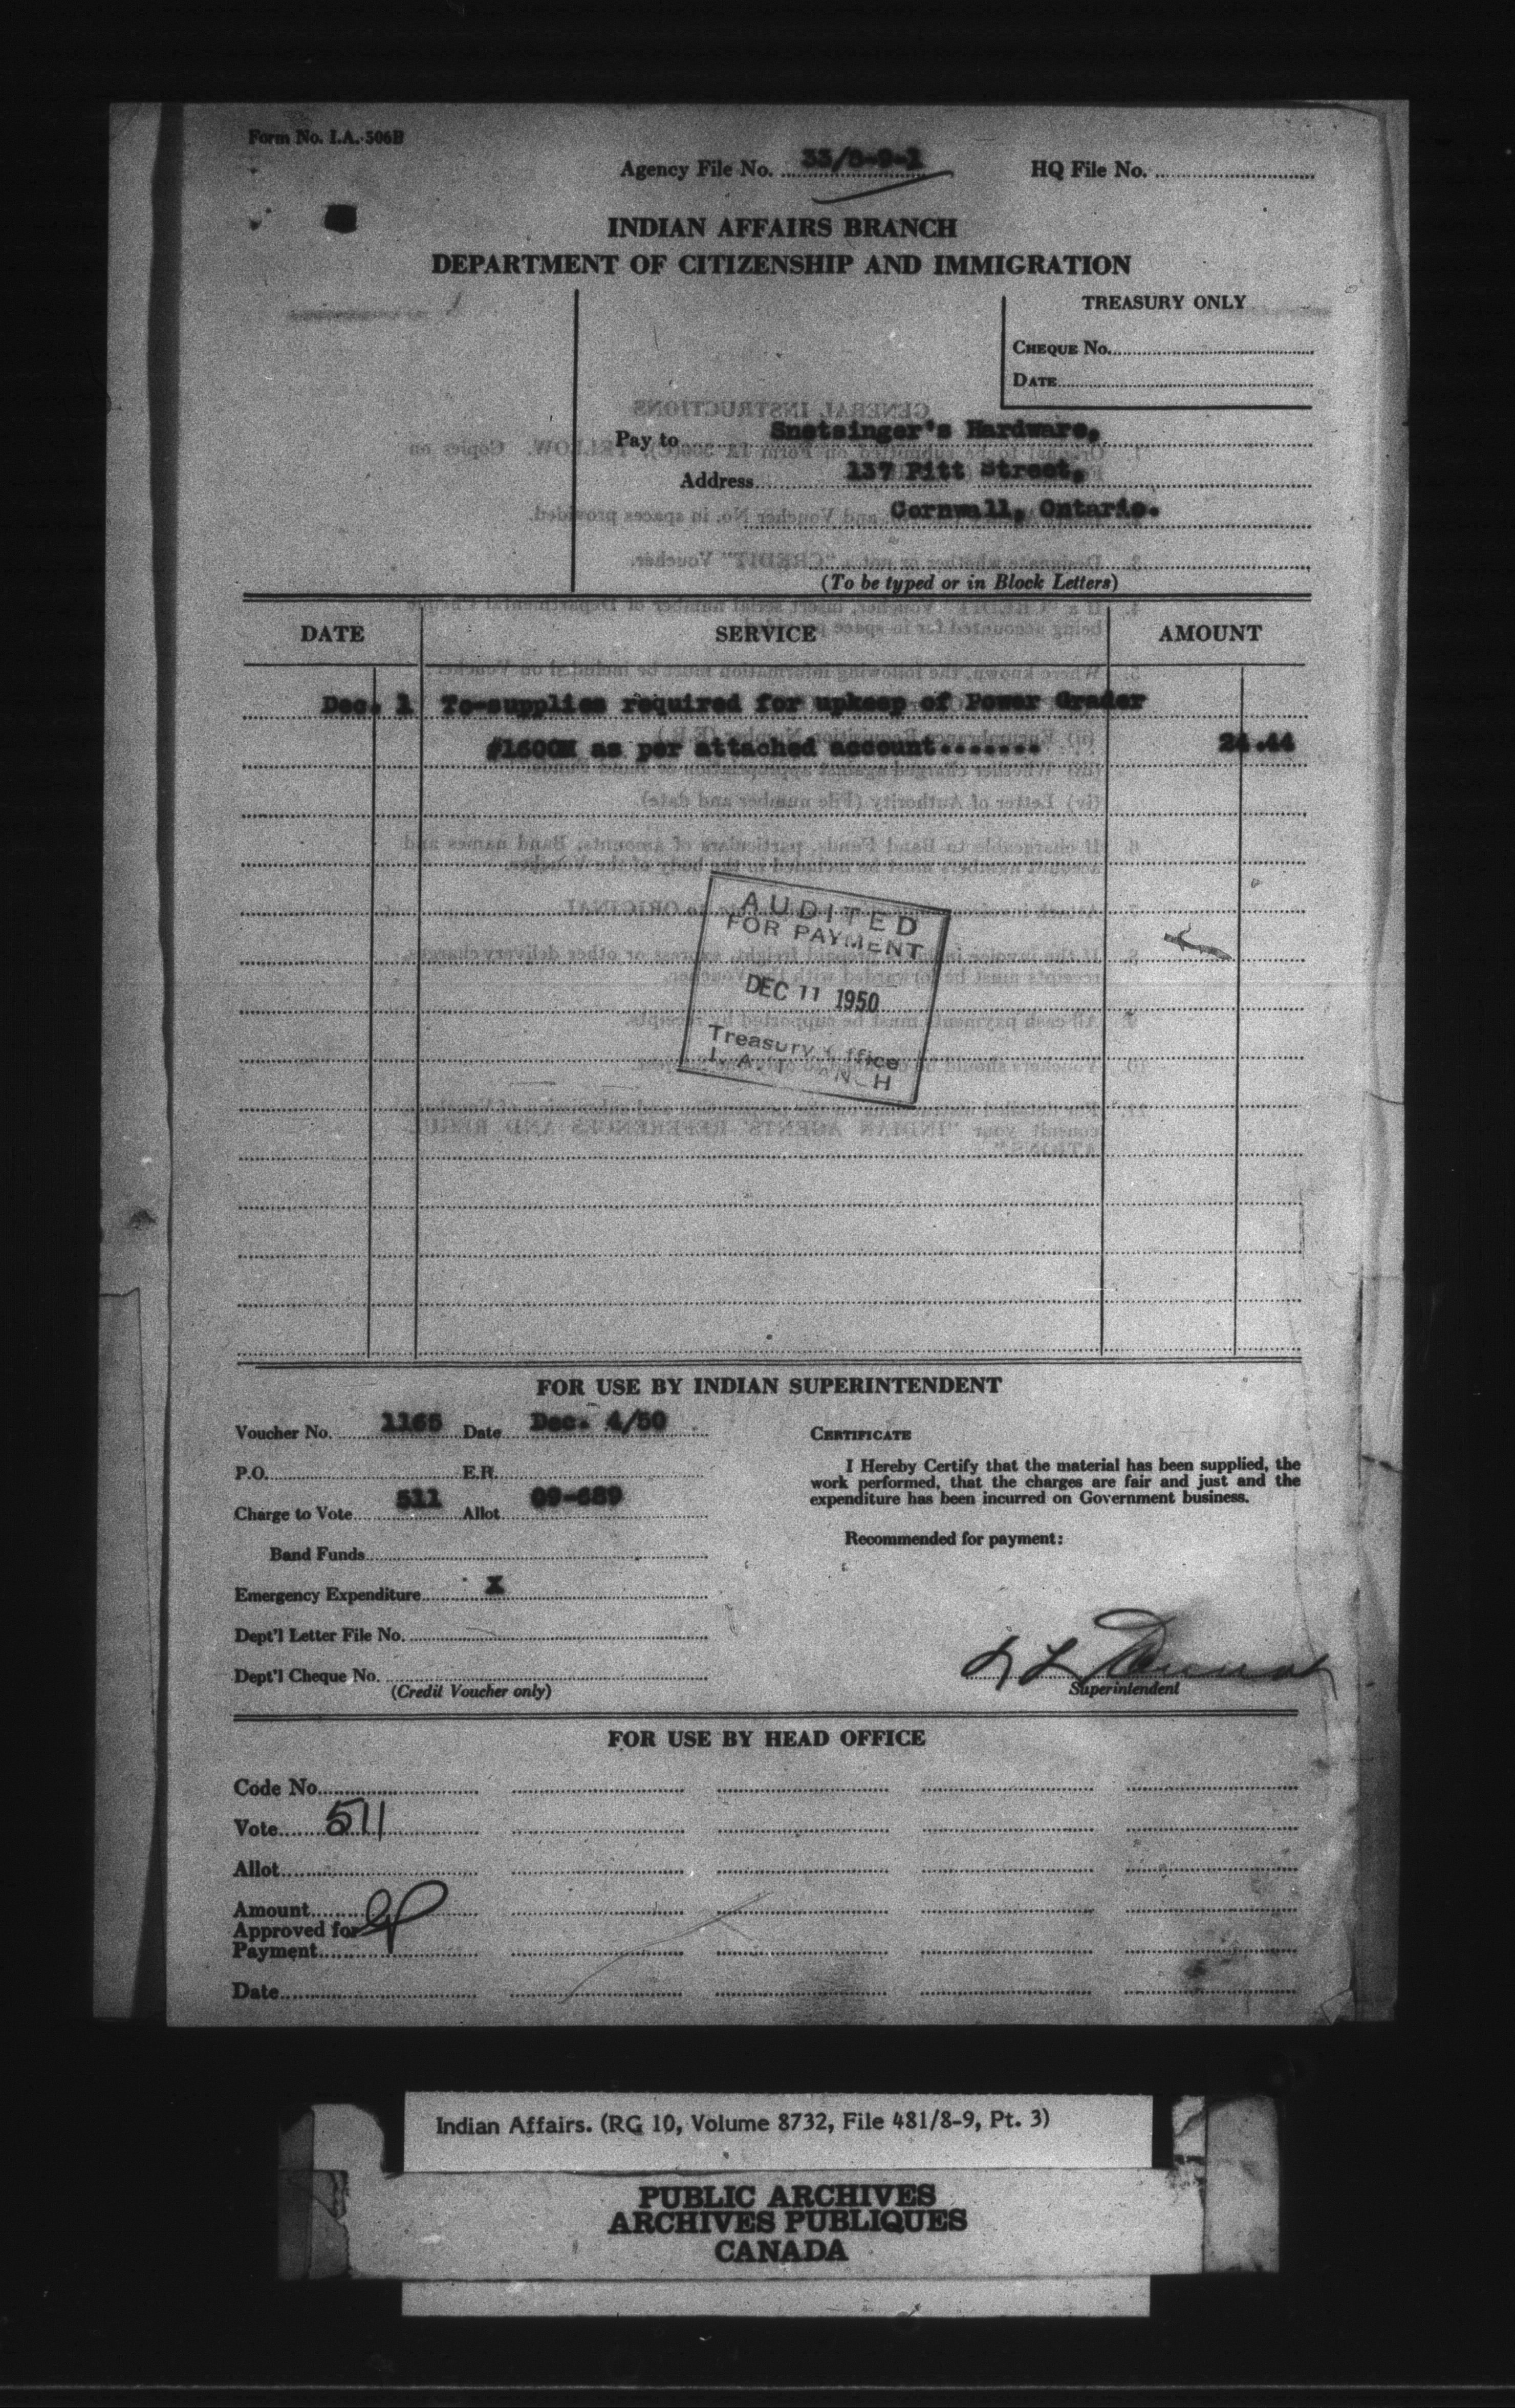 Form No. I.A. 506B
Agency File No. 33/8-9-1 HQ File No.
INDIAN AFFAIRS BRANCH
DEPARTMENT OF CITIZENSHIP AND IMMIGRATION
TREASURY ONLY
CHEQUE No.
DATE
Pay to Snetsinger's Hardware,
Address 137 Pitt Street,
Cornwall, Ontario.
(To be typed or in Block Letters)
DATE SERVICE AMOUNT
Dec. 1 To-supplies required for upkeep of Power Grader
#1600M as per attached account....... 24.44
AUDITED
FOR PAYMENT
DEC 11 1950
Treasury Office
FOR USE BY INDIAN SUPERINTENDENT
Voucher No. 1165 Date Dec. 4/50
P.O. E.R.
Charge to Vote 511 Allot 09-689
Band Funds
Emergency Expenditure X
Dept'l Letter File No.
Dept'l Cheque No.
(Credit Voucher only)
CERTIFICATE
I Hereby Certify that the material has been supplied, the
work performed, that the charges are fair and just and the
expenditure has been incurred on Government business.
Recommended for payment:
Superintendent
FOR USE BY HEAD OFFICE
Code No.
Vote 511
Allot
Amount
Approved for
Payment
Date
Indian Affairs. (RG 10, Volume 8732, File 481/8-9, Pt. 3)
PUBLIC ARCHIVES
ARCHIVES PUBLIQUES
CANADA